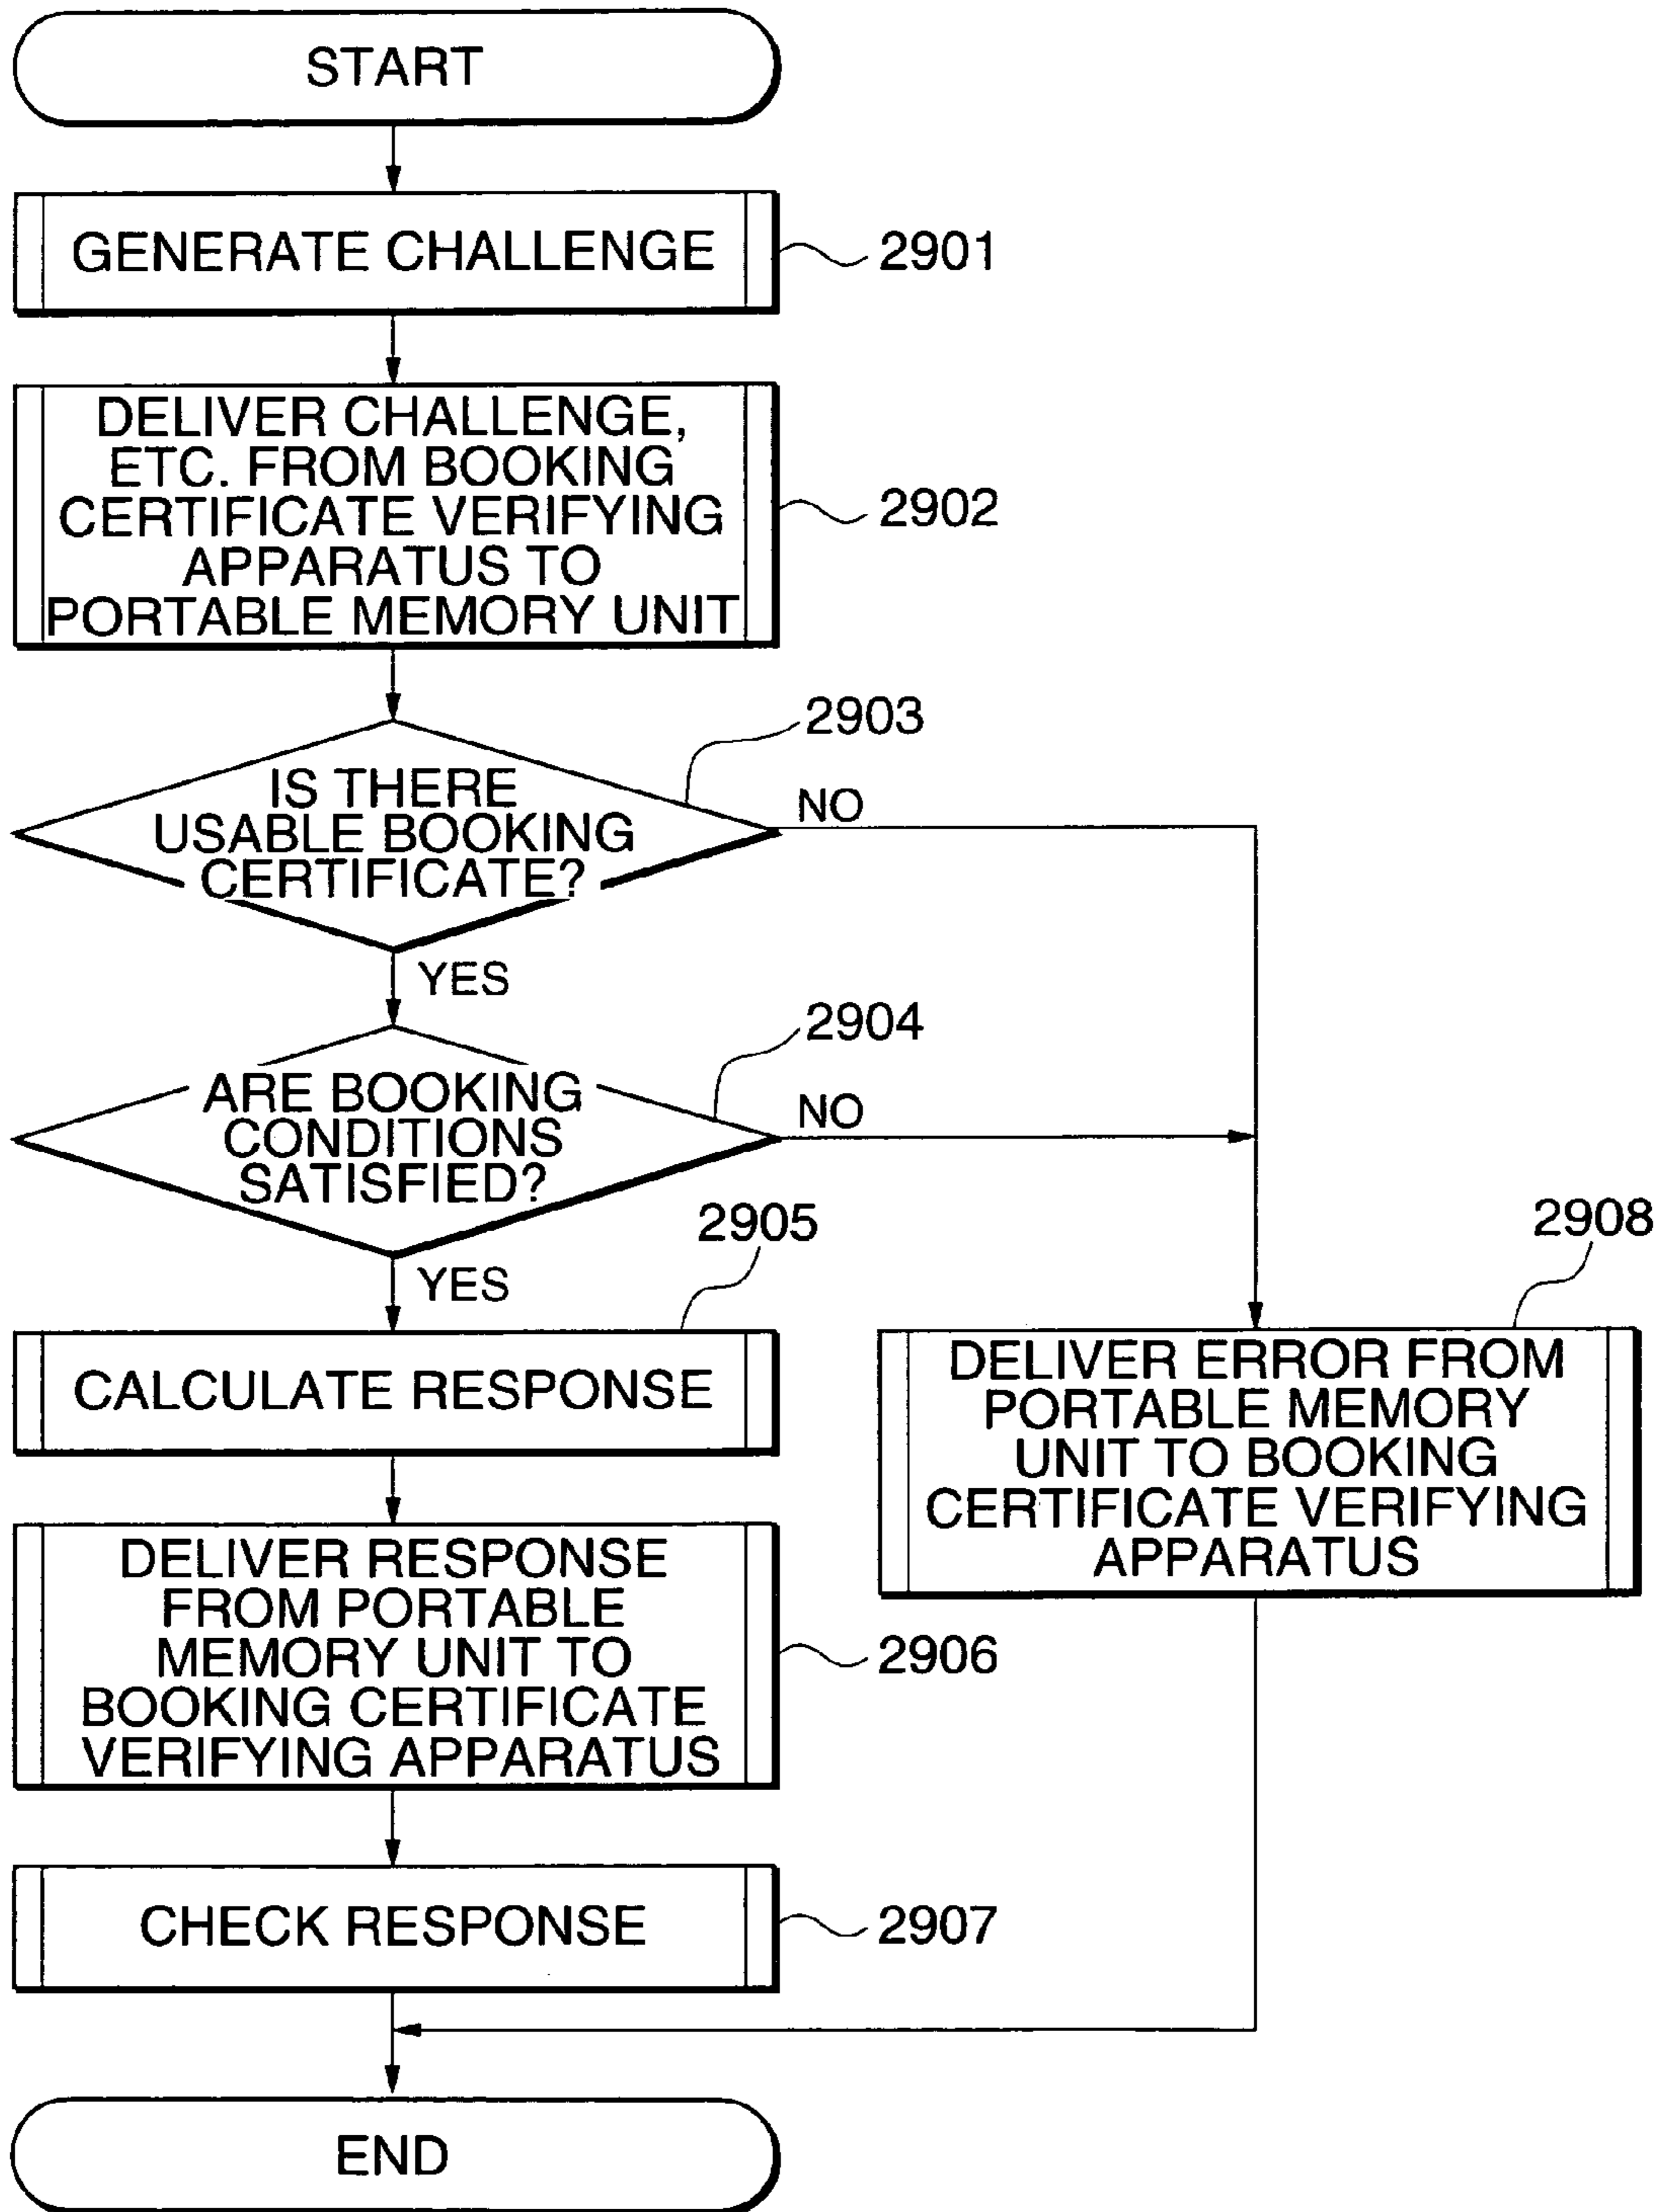 START
GENERATE CHALLENGE
2901
DELIVER CHALLENGE,
ETC. FROM BOOKING
CERTIFICATE VERIFYING
APPARATUS TO
PORTABLE MEMORY UNIT
2902
2903
IS THERE
USABLE BOOKING
CERTIFICATE?
NO
YES
2904
ARE BOOKING
CONDITIONS
SATISFIED?
NO
YES
2905
CALCULATE RESPONSE
2908
DELIVER ERROR FROM
PORTABLE MEMORY
UNIT TO BOOKING
CERTIFICATE VERIFYING
APPARATUS
DELIVER RESPONSE
FROM PORTABLE
MEMORY UNIT TO
BOOKING CERTIFICATE
VERIFYING APPARATUS
2906
CHECK RESPONSE
2907
END